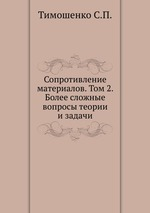 Тимошенко С.П.
Сопротивление
материалов. Том 2.
Более сложные
вопросы теории
и задачи